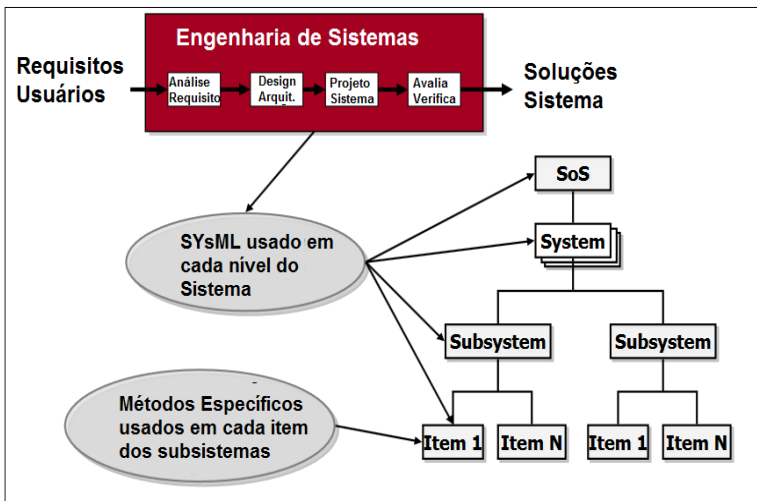 Engenharia de Sistemas
Requisitos
Usuários
Análise
Requisito
Design
Arquit.
Projeto
Sistema
Avalia
Verifica
Soluções
Sistema
SoS
SYsML usado em
cada nível do
Sistema
System
Subsystem
Subsystem
Métodos Específicos
usados em cada item
dos subsistemas
Item 1
Item N
Item 1
Item N